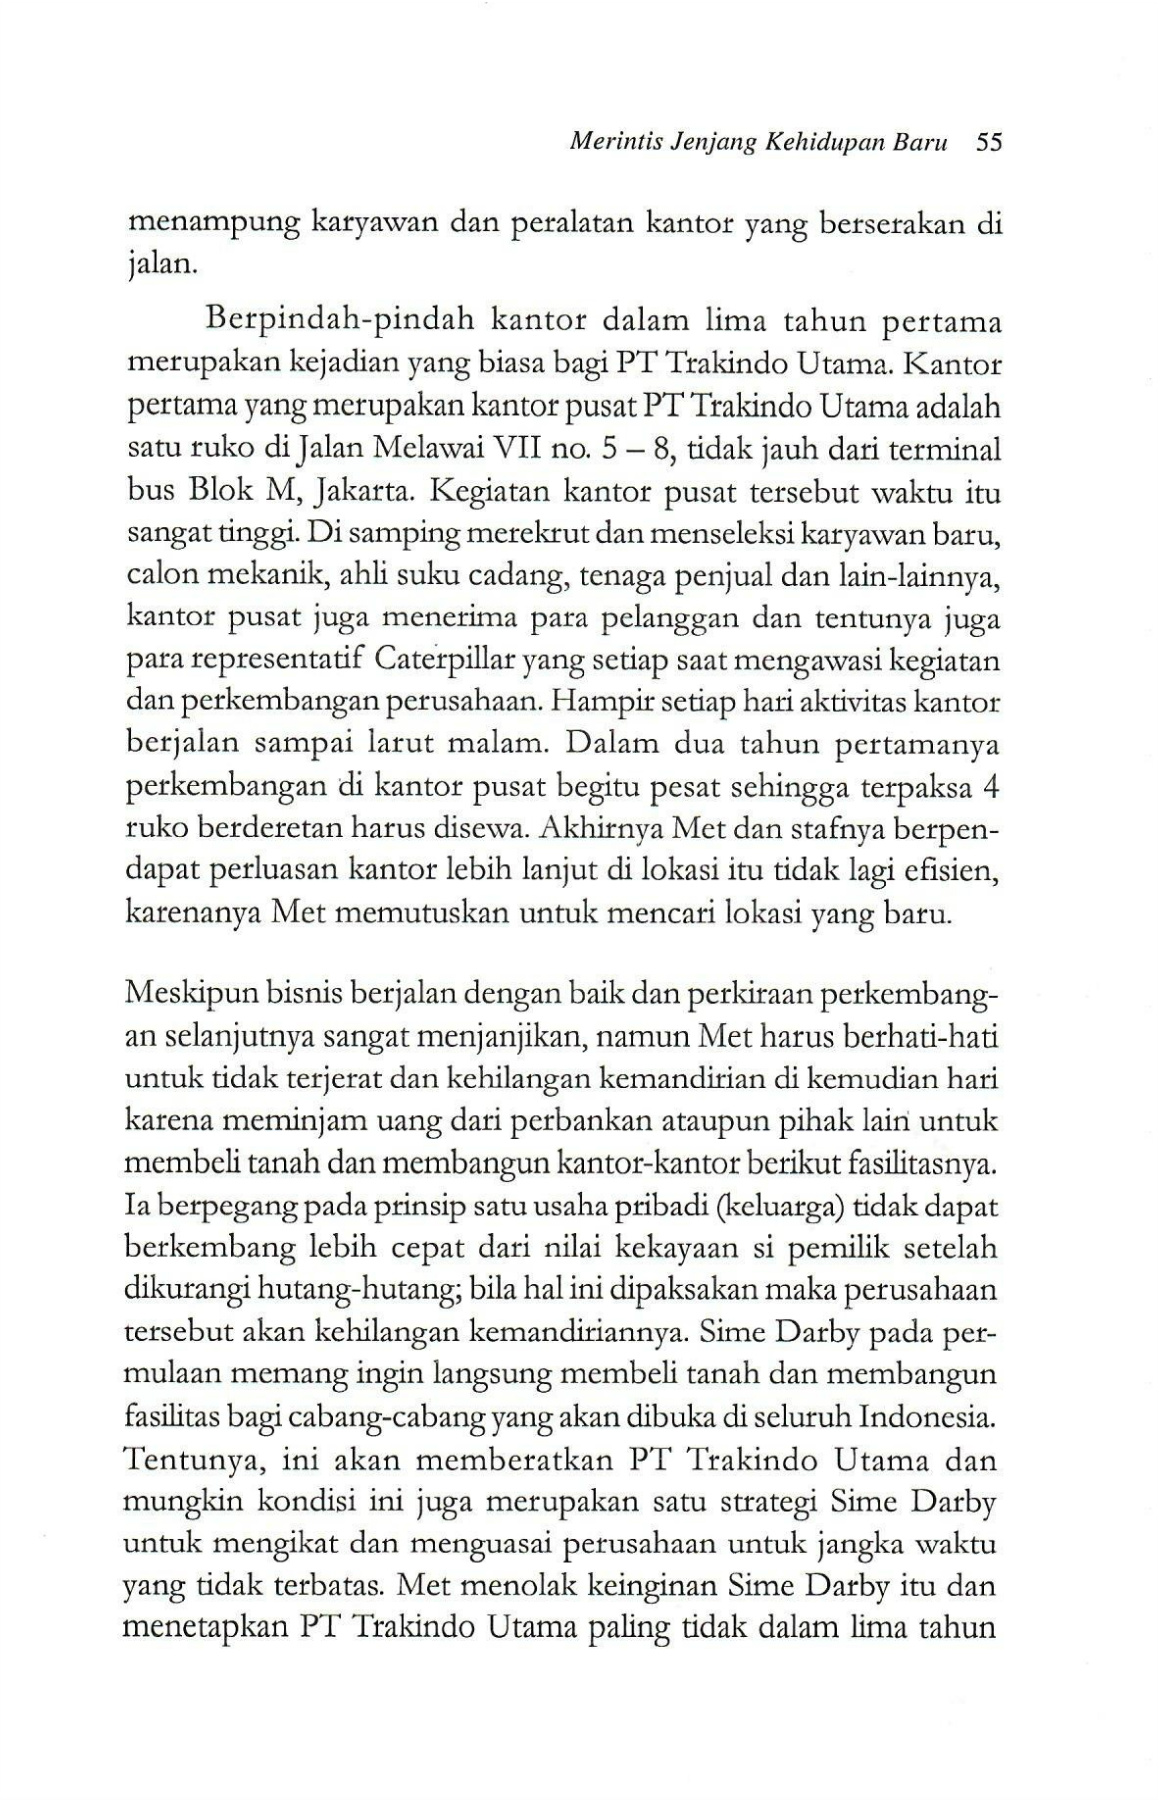 Merintis Jenjang Kehidupan Baru 55
menampung karyawan dan peralatan kantor yang berserakan di
jalan.
Berpindah-pindah kantor dalam lima tahun pertama
merupakan kejadian yang biasa bagi PT Trakindo Utama. Kantor
pertama yang merupakan kantor pusat PT Trakindo Utama adalah
satu ruko di Jalan Melawai VII no. 5 – 8, tidak jauh dari terminal
bus Blok M, Jakarta. Kegiatan kantor pusat tersebut waktu itu
sangat tinggi. Di samping merekrut dan menseleksi karyawan baru,
calon mekanik, ahli suku cadang, tenaga penjual dan lain-lainnya,
kantor pusat juga menerima para pelanggan dan tentunya juga
para representatif Caterpillar yang setiap saat mengawasi kegiatan
dan perkembangan perusahaan. Hampir setiap hari aktivitas kantor
berjalan sampai larut malam. Dalam dua tahun pertamanya
perkembangan di kantor pusat begitu pesat sehingga terpaksa 4
ruko berderetan harus disewa. Akhirnya Met dan stafnya berpen-
dapat perluasan kantor lebih lanjut di lokasi itu tidak lagi efisien,
karenanya Met memutuskan untuk mencari lokasi yang baru.
Meskipun bisnis berjalan dengan baik dan perkiraan perkembang-
an selanjutnya sangat menjanjikan, namun Met harus berhati-hati
untuk tidak terjerat dan kehilangan kemandirian di kemudian hari
karena meminjam uang dari perbankan ataupun pihak lain untuk
membeli tanah dan membangun kantor-kantor berikut fasilitasnya.
Ia berpegang pada prinsip satu usaha pribadi (keluarga) tidak dapat
berkembang lebih cepat dari nilai kekayaan si pemilik setelah
dikurangi hutang-hutang; bila hal ini dipaksakan maka perusahaan
tersebut akan kehilangan kemandiriannya. Sime Darby pada per-
mulaan memang ingin langsung membeli tanah dan membangun
fasilitas bagi cabang-cabang yang akan dibuka di seluruh Indonesia.
Tentunya, ini akan memberatkan PT Trakindo Utama dan
mungkin kondisi ini juga merupakan satu strategi Sime Darby
untuk mengikat dan menguasai perusahaan untuk jangka waktu
yang tidak terbatas. Met menolak keinginan Sime Darby itu dan
menetapkan PT Trakindo Utama paling tidak dalam lima tahun